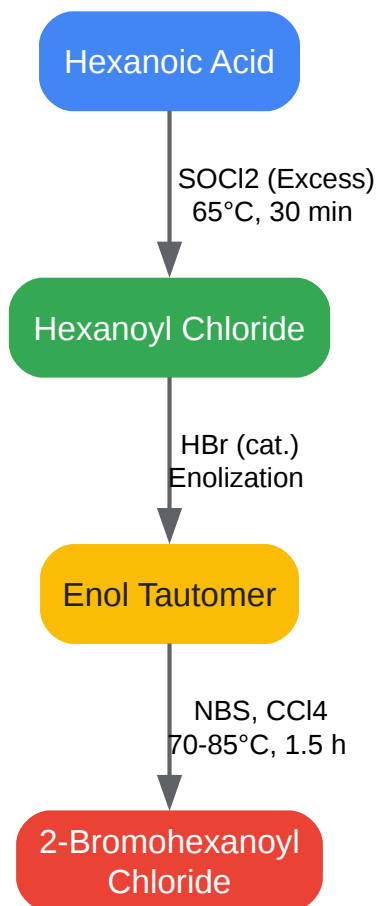 Hexanoic Acid
SOCl2 (Excess)
65°C, 30 min
Hexanoyl Chloride
HBr (cat.)
Enolization
Enol Tautomer
NBS, CCl4
70-85°C, 1.5 h
2-Bromohexanoyl
Chloride